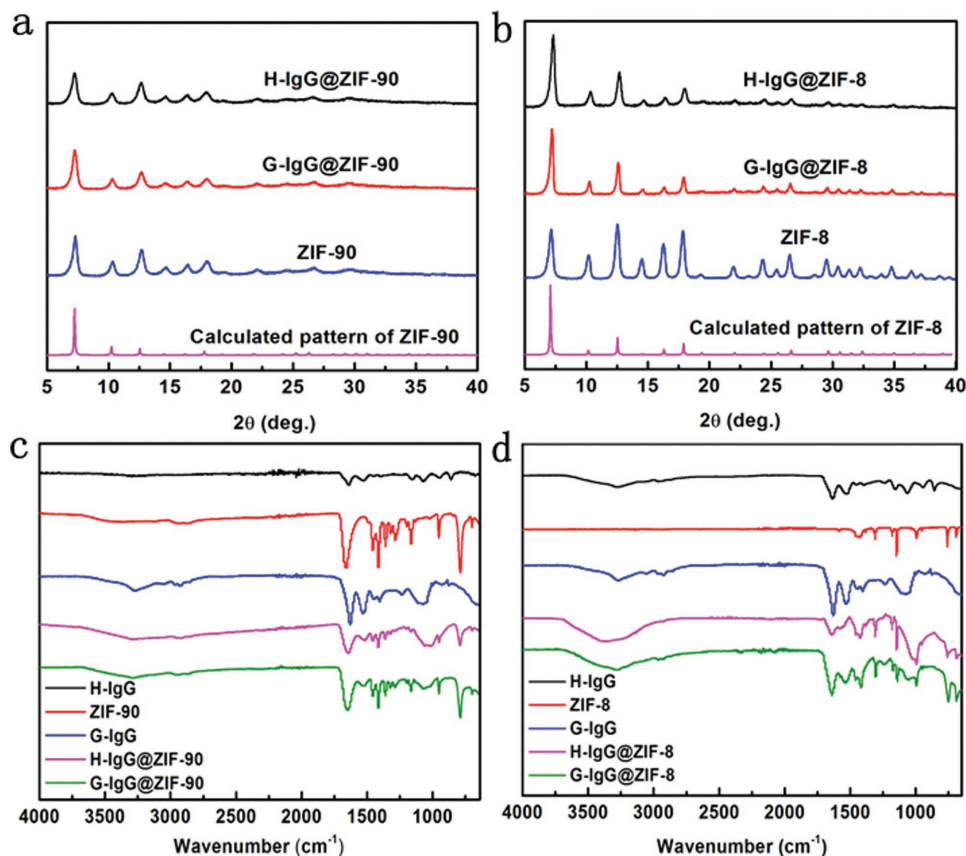 a
H-IgG@ZIF-90
G-IgG@ZIF-90
ZIF-90
Calculated pattern of ZIF-90
5 10 15 20 25 30 35 40
2θ (deg.)
b
H-IgG@ZIF-8
G-IgG@ZIF-8
ZIF-8
Calculated pattern of ZIF-8
5 10 15 20 25 30 35 40
2θ (deg.)
c
H-IgG
ZIF-90
G-IgG
H-IgG@ZIF-90
G-IgG@ZIF-90
4000 3500 3000 2500 2000 1500 1000
Wavenumber (cm⁻¹)
d
H-IgG
ZIF-8
G-IgG
H-IgG@ZIF-8
G-IgG@ZIF-8
4000 3500 3000 2500 2000 1500 1000
Wavenumber (cm⁻¹)